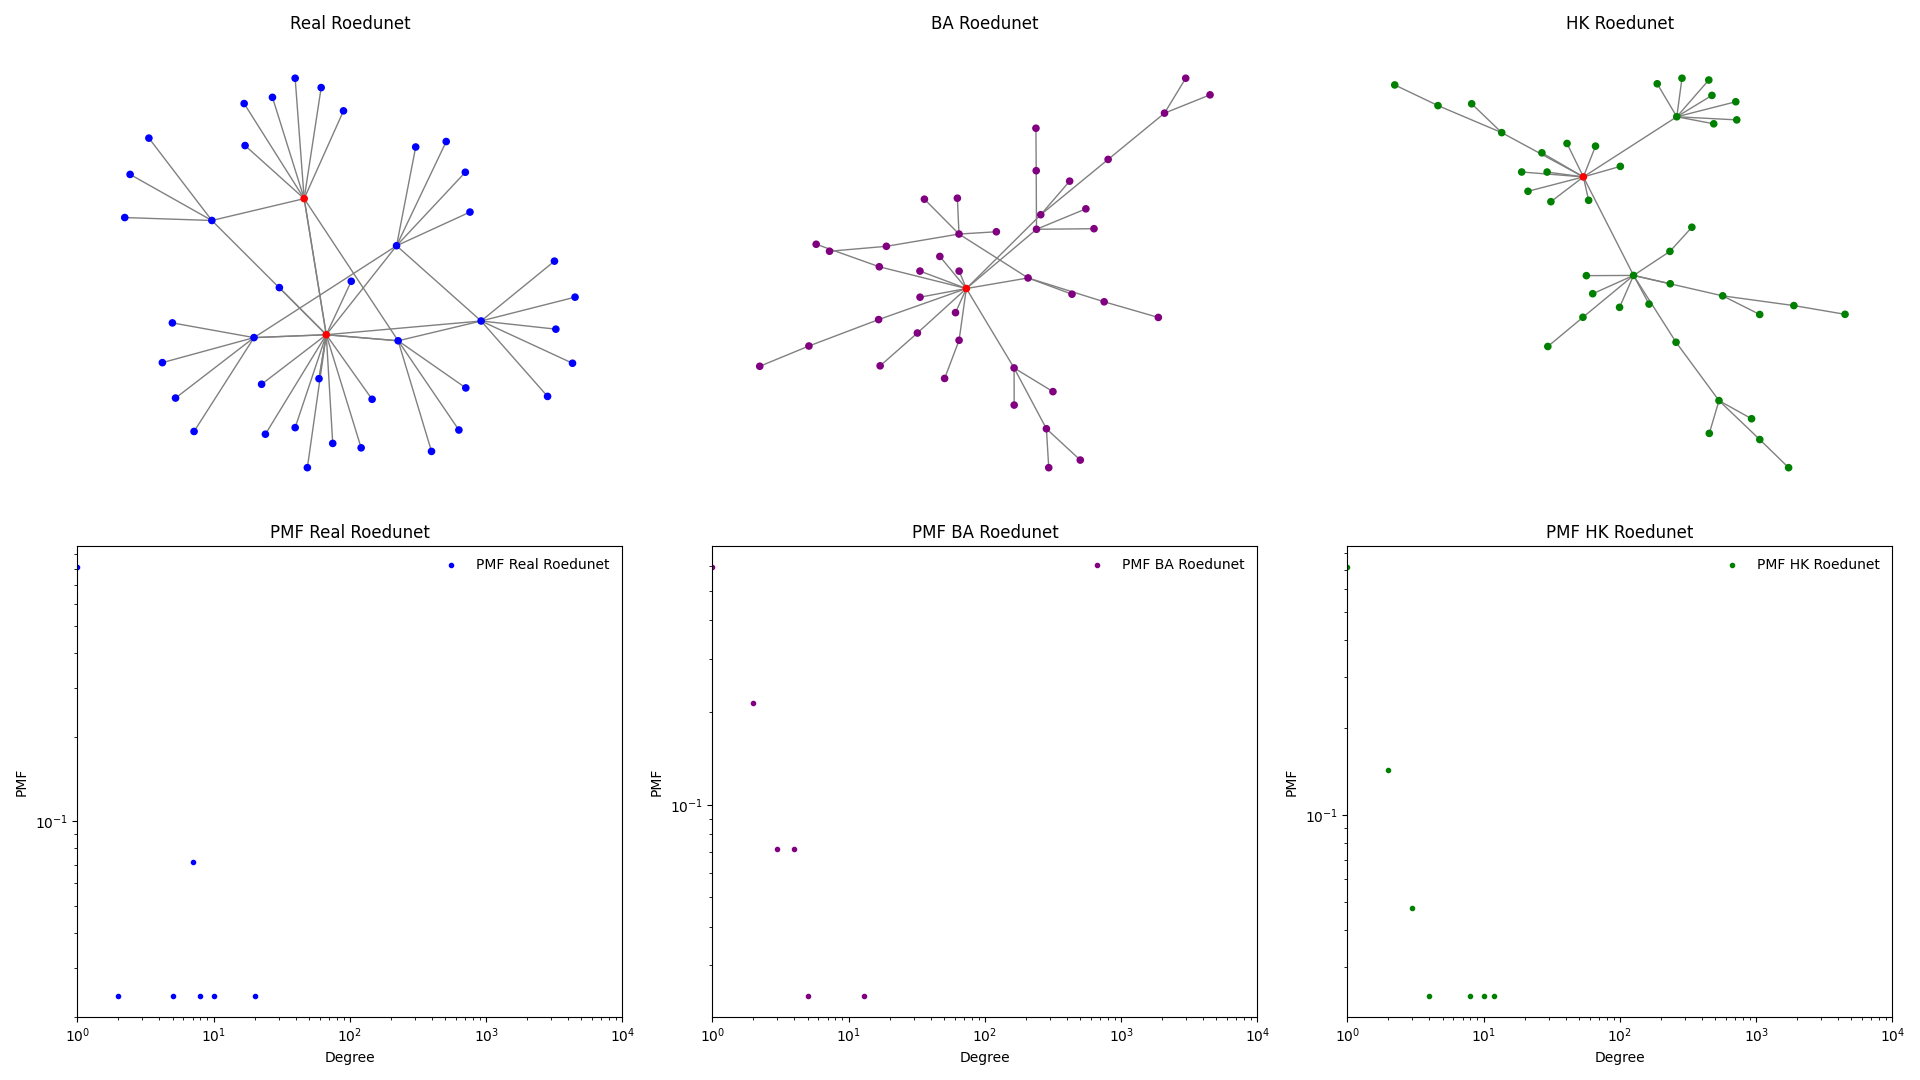 Real Roedunet
BA Roedunet
HK Roedunet
PMF Real Roedunet
PMF Real Roedunet
PMF
10⁻¹
10⁰ 10¹ 10² 10³ 10⁴
Degree
PMF BA Roedunet
PMF BA Roedunet
PMF
10⁻¹
10⁰ 10¹ 10² 10³ 10⁴
Degree
PMF HK Roedunet
PMF HK Roedunet
PMF
10⁻¹
10⁰ 10¹ 10² 10³ 10⁴
Degree